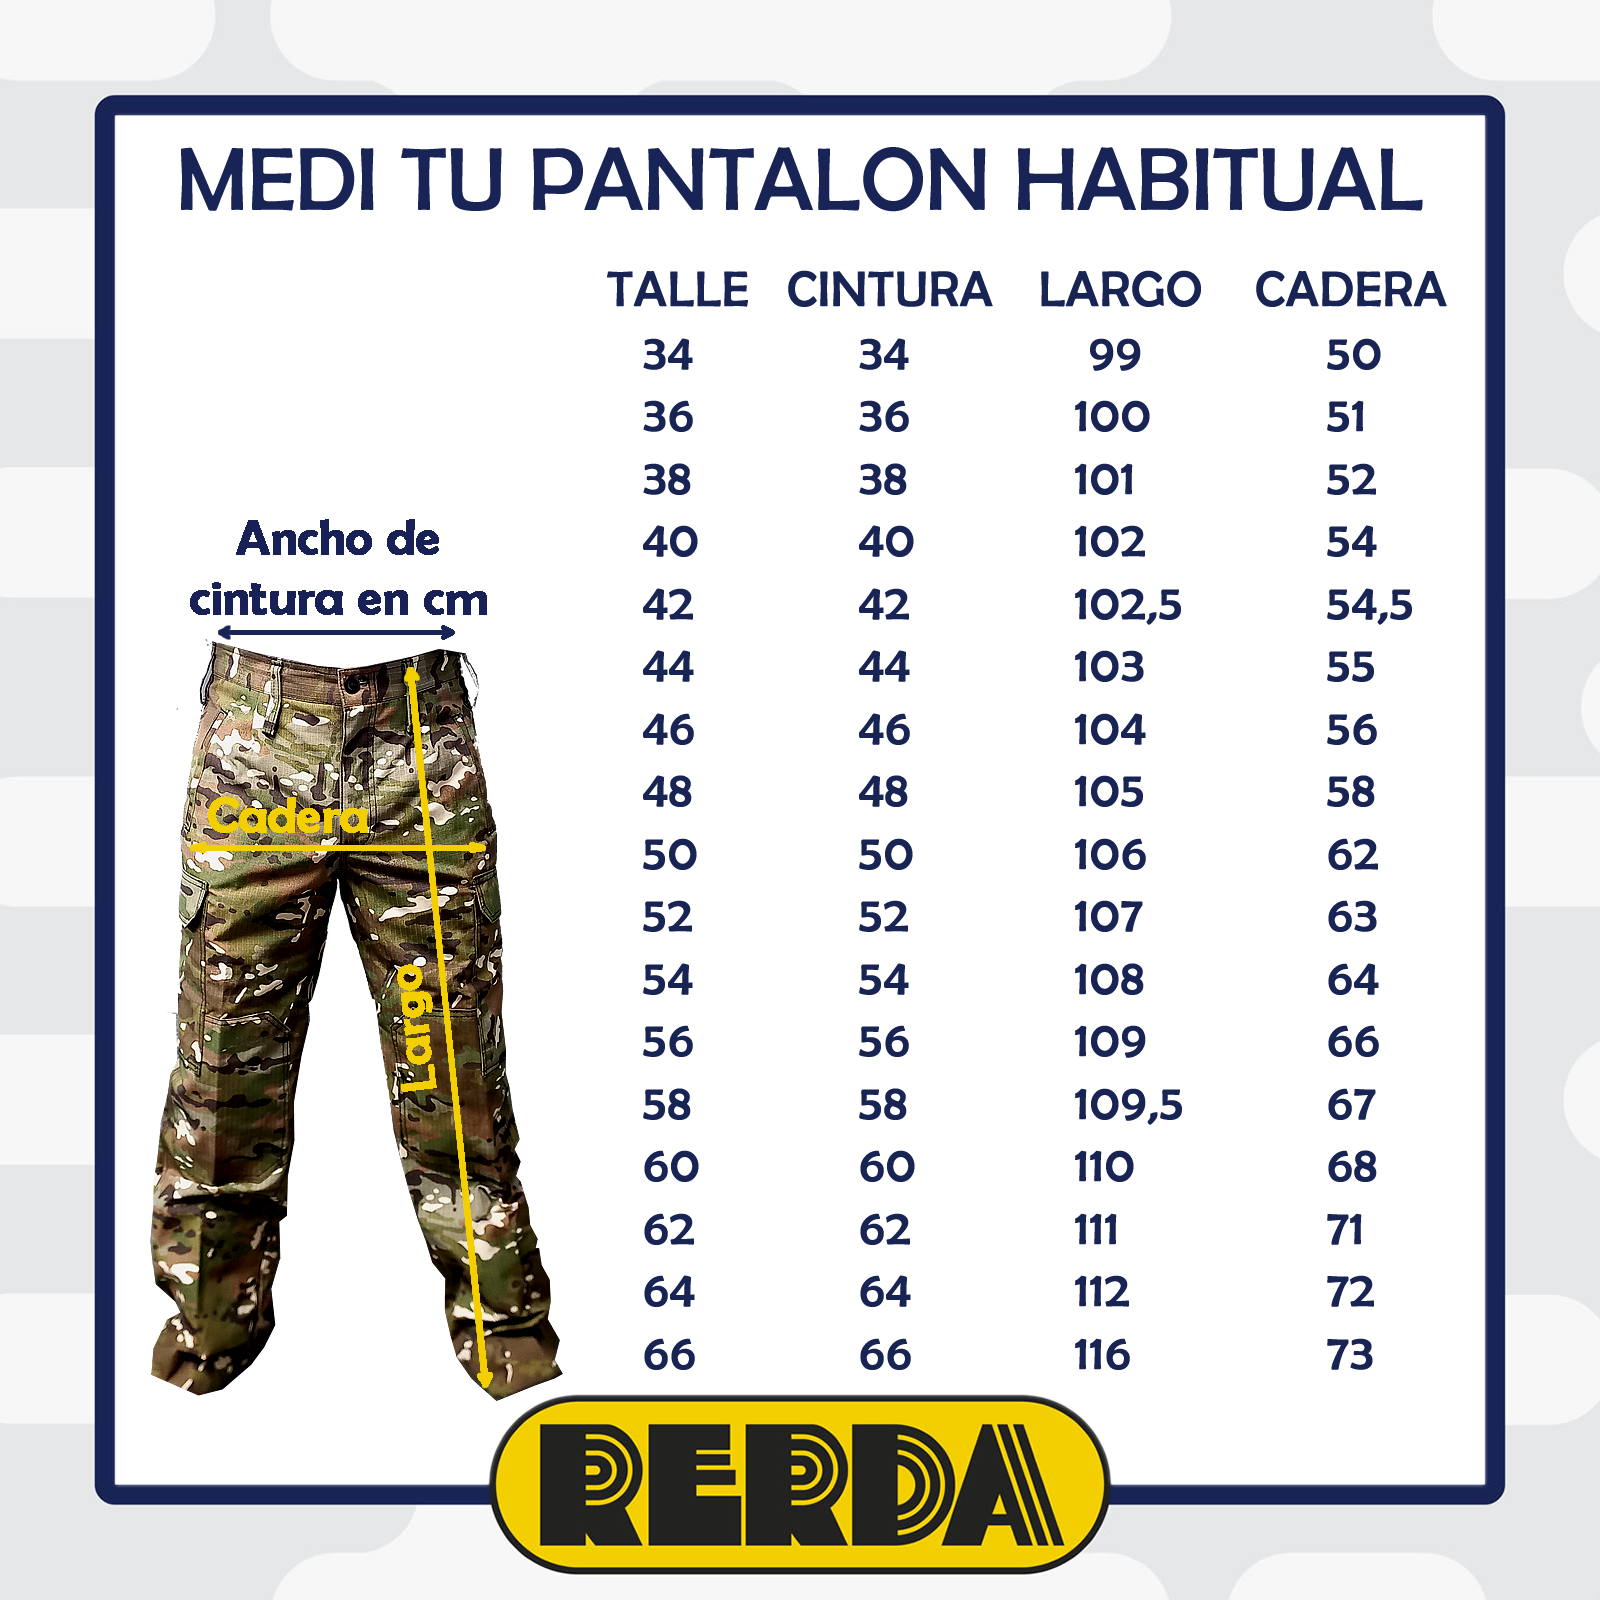 MEDI TU PANTALON HABITUAL
TALLE CINTURA LARGO CADERA
34 34 99 50
36 36 100 51
38 38 101 52
40 40 102 54
42 42 102,5 54,5
44 44 103 55
46 46 104 56
48 48 105 58
50 50 106 62
52 52 107 63
54 54 108 64
56 56 109 66
58 58 109,5 67
60 60 110 68
62 62 111 71
64 64 112 72
66 66 116 73
Ancho de
cintura en cm
Cadera
Largo
RERDA